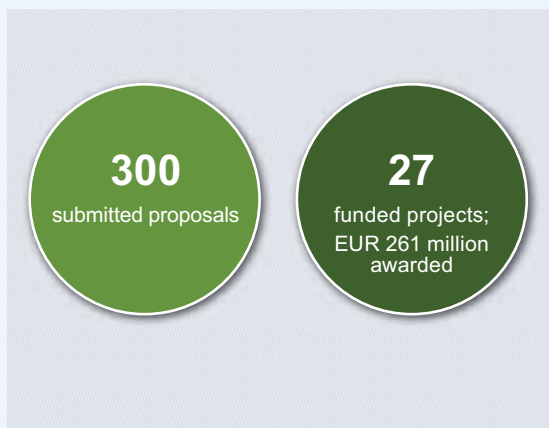 300
submitted proposals
27
funded projects;
EUR 261 million
awarded